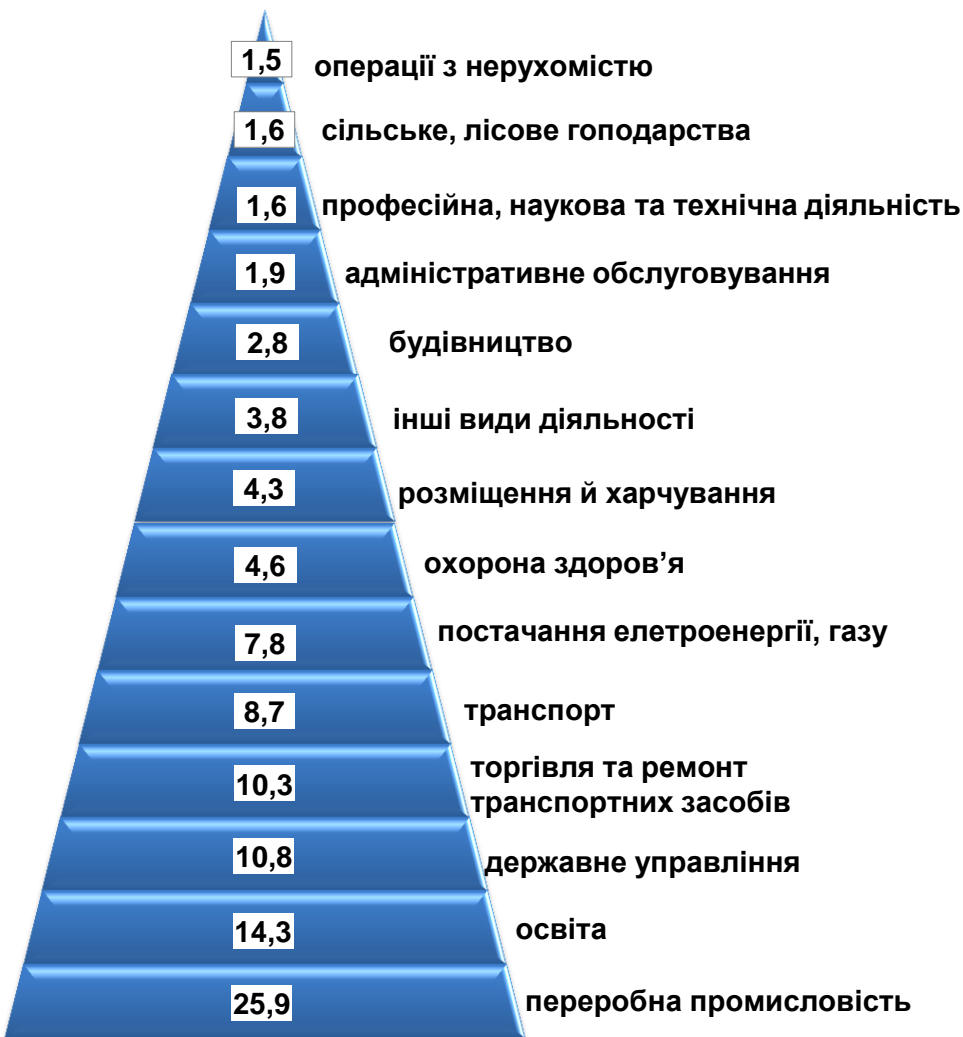 1,5 операції з нерухомістю
1,6 сільське, лісове гоподарства
1,6 професійна, наукова та технічна діяльність
1,9 адміністративне обслуговування
2,8 будівництво
3,8 інші види діяльності
4,3 розміщення й харчування
4,6 охорона здоров’я
7,8 постачання елетроенергії, газу
8,7 транспорт
10,3 торгівля та ремонт
транспортних засобів
10,8 державне управління
14,3 освіта
25,9 переробна промисловість